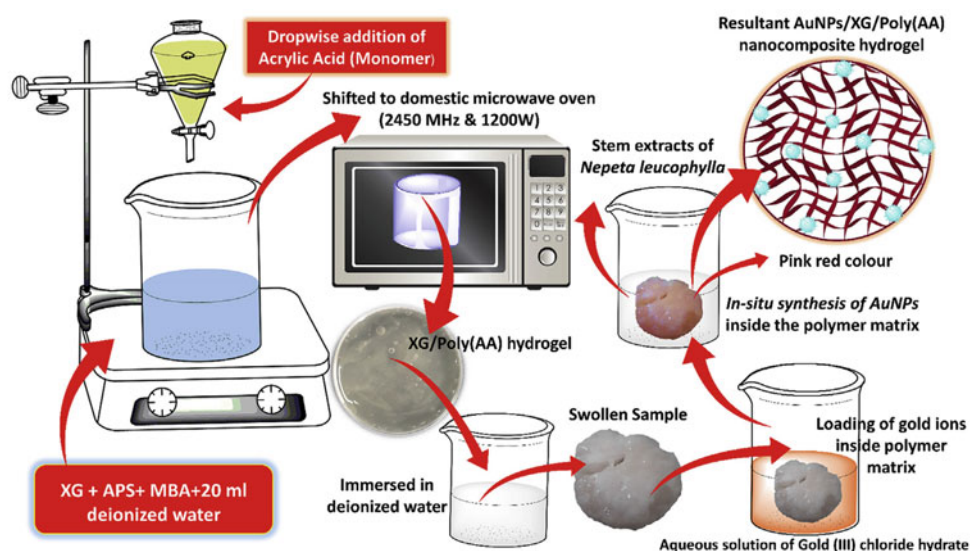 Dropwise addition of
Acrylic Acid (Monomer)
Shifted to domestic microwave oven
(2450 MHz & 1200W)
Resultant AuNPs/XG/Poly(AA)
nanocomposite hydrogel
Stem extracts of
Nepeta leucophylla
Pink red colour
In-situ synthesis of AuNPs
inside the polymer matrix
XG/Poly(AA) hydrogel
Swollen Sample
Loading of gold ions
inside polymer
matrix
Immersed in
deionized water
XG + APS+ MBA+20 ml
deionized water
Aqueous solution of Gold (III) chloride hydrate